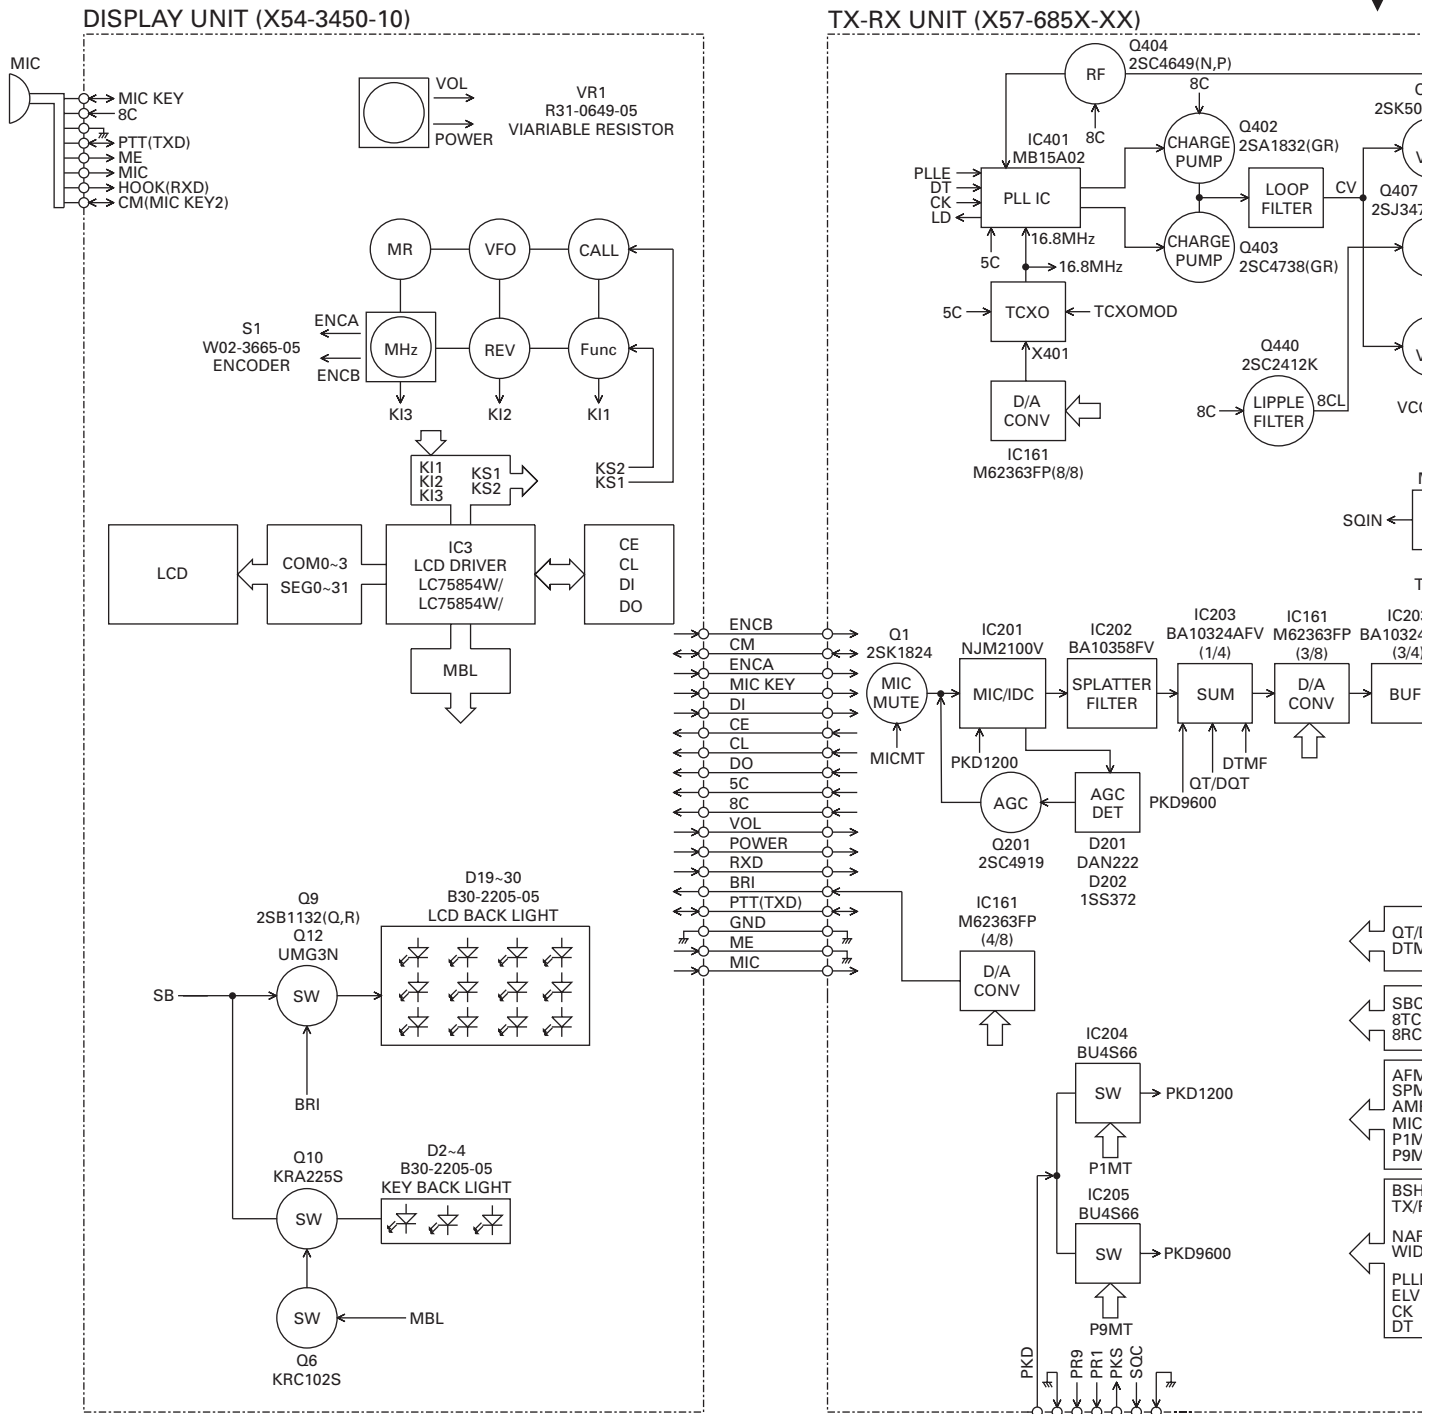 DISPLAY UNIT (X54-3450-10)
MIC
MIC KEY
8C
PTT(TXD)
ME
MIC
HOOK(RXD)
CM(MIC KEY2)
VOL
POWER
VR1
R31-0649-05
VIARIABLE RESISTOR
MR
VFO
CALL
S1
W02-3665-05
ENCODER
ENCA
ENCB
MHz
REV
Func
KI3
KI2
KI1
KI1
KI2
KI3
KS1
KS2
KS2
KS1
LCD
COM0~3
SEG0~31
IC3
LCD DRIVER
LC75854W/
LC75854W/
CE
CL
DI
DO
MBL
D19~30
B30-2205-05
LCD BACK LIGHT
Q9
2SB1132(Q,R)
Q12
UMG3N
SB
SW
BRI
Q10
KRA225S
SW
D2~4
B30-2205-05
KEY BACK LIGHT
SW
MBL
Q6
KRC102S
ENCB
CM
ENCA
MIC KEY
DI
CE
CL
DO
5C
8C
VOL
POWER
RXD
BRI
PTT(TXD)
GND
ME
MIC
TX-RX UNIT (X57-685X-XX)
RF
Q404
2SC4649(N,P)
8C
8C
IC401
MB15A02
PLLE
DT
CK
LD
PLL IC
CHARGE
PUMP
Q402
2SA1832(GR)
LOOP
FILTER
CV
2SK50
Q407
2SJ347
CHARGE
PUMP
Q403
2SC4738(GR)
5C
16.8MHz
16.8MHz
5C
TCXO
TCXOMOD
X401
D/A
CONV
IC161
M62363FP(8/8)
Q440
2SC2412K
8C
LIPPLE
FILTER
8CL
SQIN
Q1
2SK1824
MIC
MUTE
MICMT
IC201
NJM2100V
MIC/IDC
PKD1200
IC202
BA10358FV
SPLATTER
FILTER
IC203
BA10324AFV
(1/4)
SUM
DTMF
QT/DQT
PKD9600
IC161
M62363FP
(3/8)
D/A
CONV
BA10324
(3/4)
BUF
AGC
Q201
2SC4919
AGC
DET
D201
DAN222
D202
1SS372
IC161
M62363FP
(4/8)
D/A
CONV
IC204
BU4S66
SW
PKD1200
P1MT
IC205
BU4S66
SW
PKD9600
P9MT
PKD
PR9
PR1
PKS
SQC
8TC
8RC
ELV
CK
DT